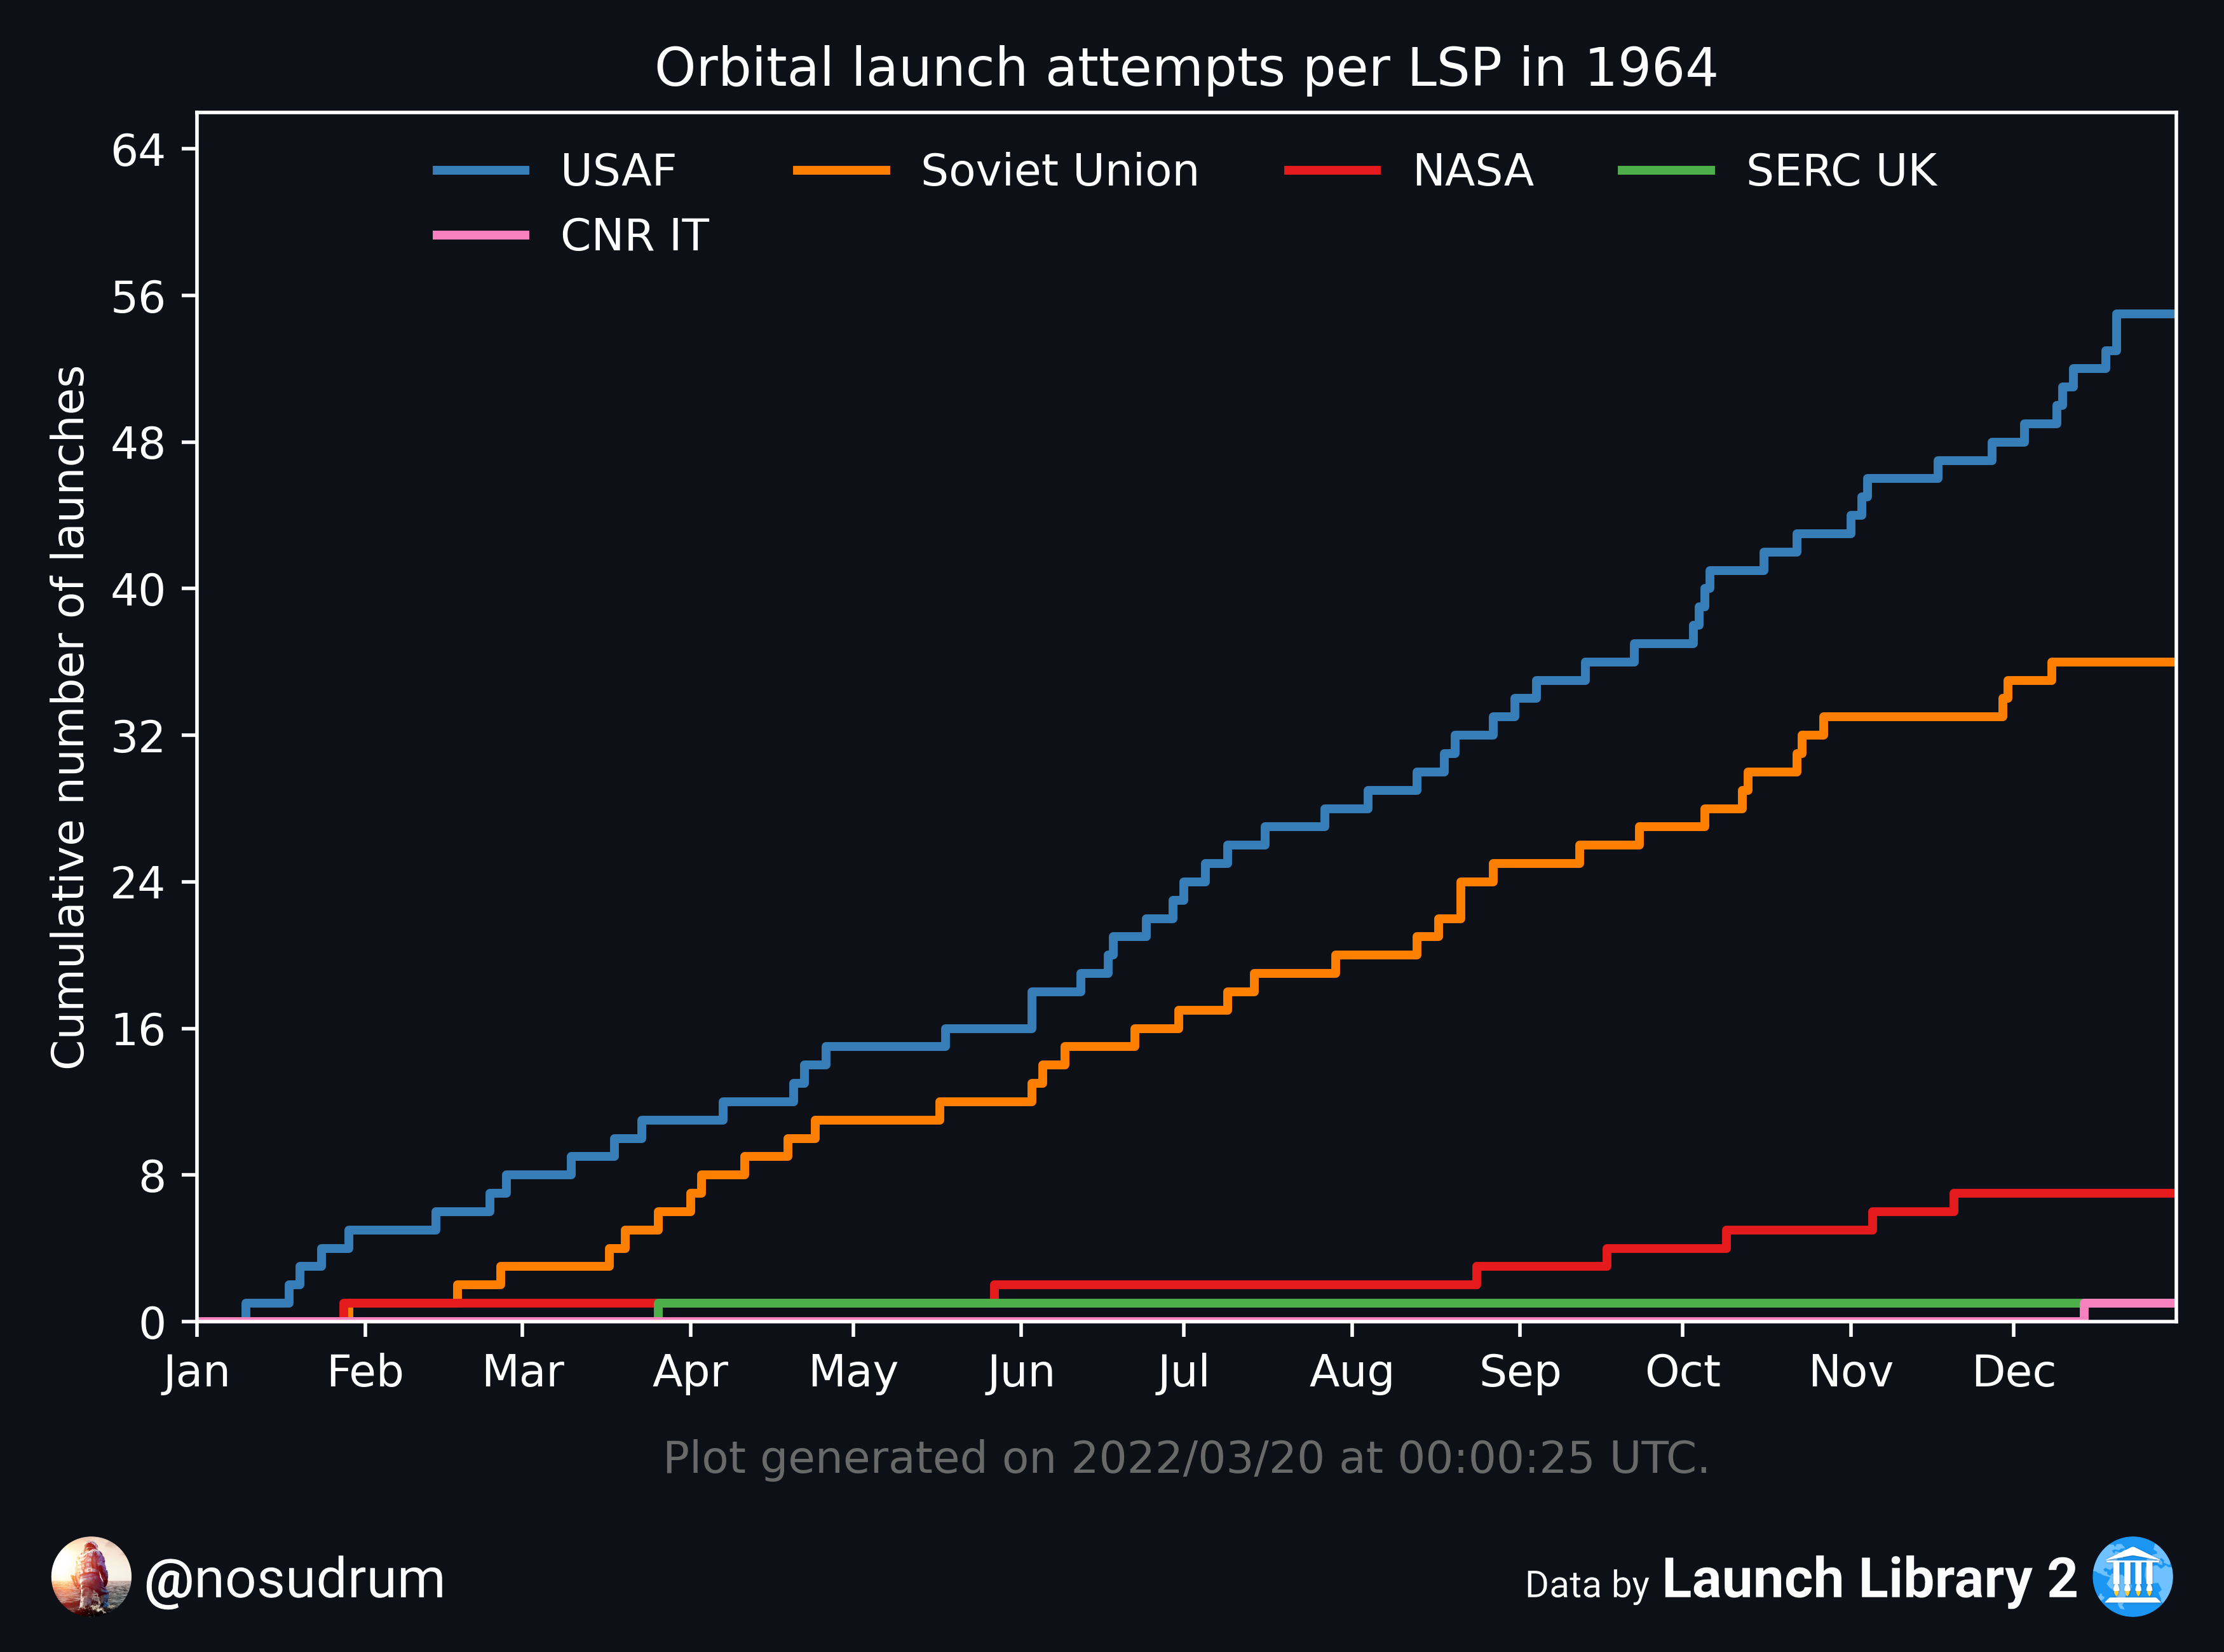 Orbital launch attempts per LSP in 1964
USAF Soviet Union NASA SERC UK
CNR IT
Cumulative number of launches
64
56
48
40
32
24
16
8
0
Jan Feb Mar Apr May Jun Jul Aug Sep Oct Nov Dec
Plot generated on 2022/03/20 at 00:00:25 UTC.
@nosudrum
Data by Launch Library 2